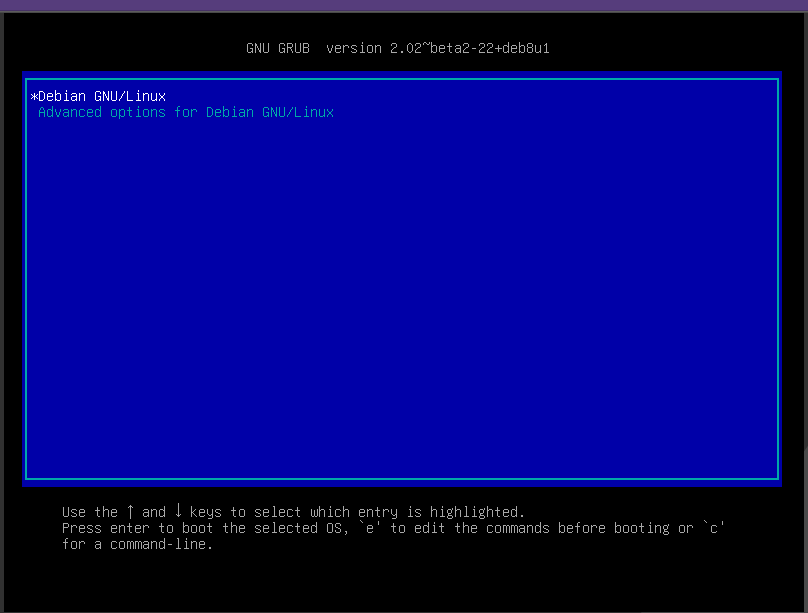 GNU GRUB  version 2.02~beta2-22+deb8u1
*Debian GNU/Linux
Advanced options for Debian GNU/Linux
Use the ↑ and ↓ keys to select which entry is highlighted.
Press enter to boot the selected OS, `e' to edit the commands before booting or `c'
for a command-line.